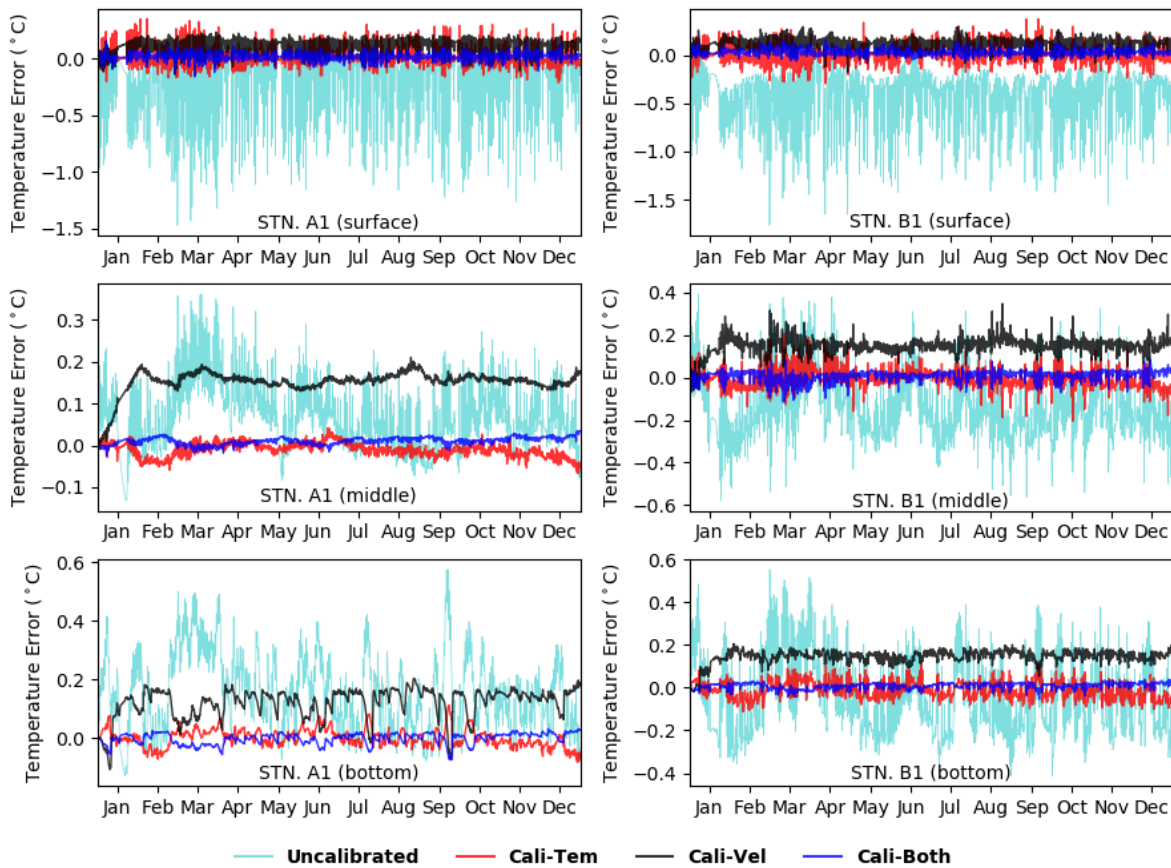 Temperature Error (°C)
0.0
−0.5
−1.0
−1.5
STN. A1 (surface)
Jan Feb Mar Apr May Jun Jul Aug Sep Oct Nov Dec
Temperature Error (°C)
0.0
−0.5
−1.0
−1.5
STN. B1 (surface)
Jan Feb Mar Apr May Jun Jul Aug Sep Oct Nov Dec
Temperature Error (°C)
0.3
0.2
0.1
0.0
−0.1
STN. A1 (middle)
Jan Feb Mar Apr May Jun Jul Aug Sep Oct Nov Dec
Temperature Error (°C)
0.4
0.2
0.0
−0.2
−0.4
−0.6
STN. B1 (middle)
Jan Feb Mar Apr May Jun Jul Aug Sep Oct Nov Dec
Temperature Error (°C)
0.6
0.4
0.2
0.0
STN. A1 (bottom)
Jan Feb Mar Apr May Jun Jul Aug Sep Oct Nov Dec
Temperature Error (°C)
0.6
0.4
0.2
0.0
−0.2
−0.4
STN. B1 (bottom)
Jan Feb Mar Apr May Jun Jul Aug Sep Oct Nov Dec
Uncalibrated Cali-Tem Cali-Vel Cali-Both